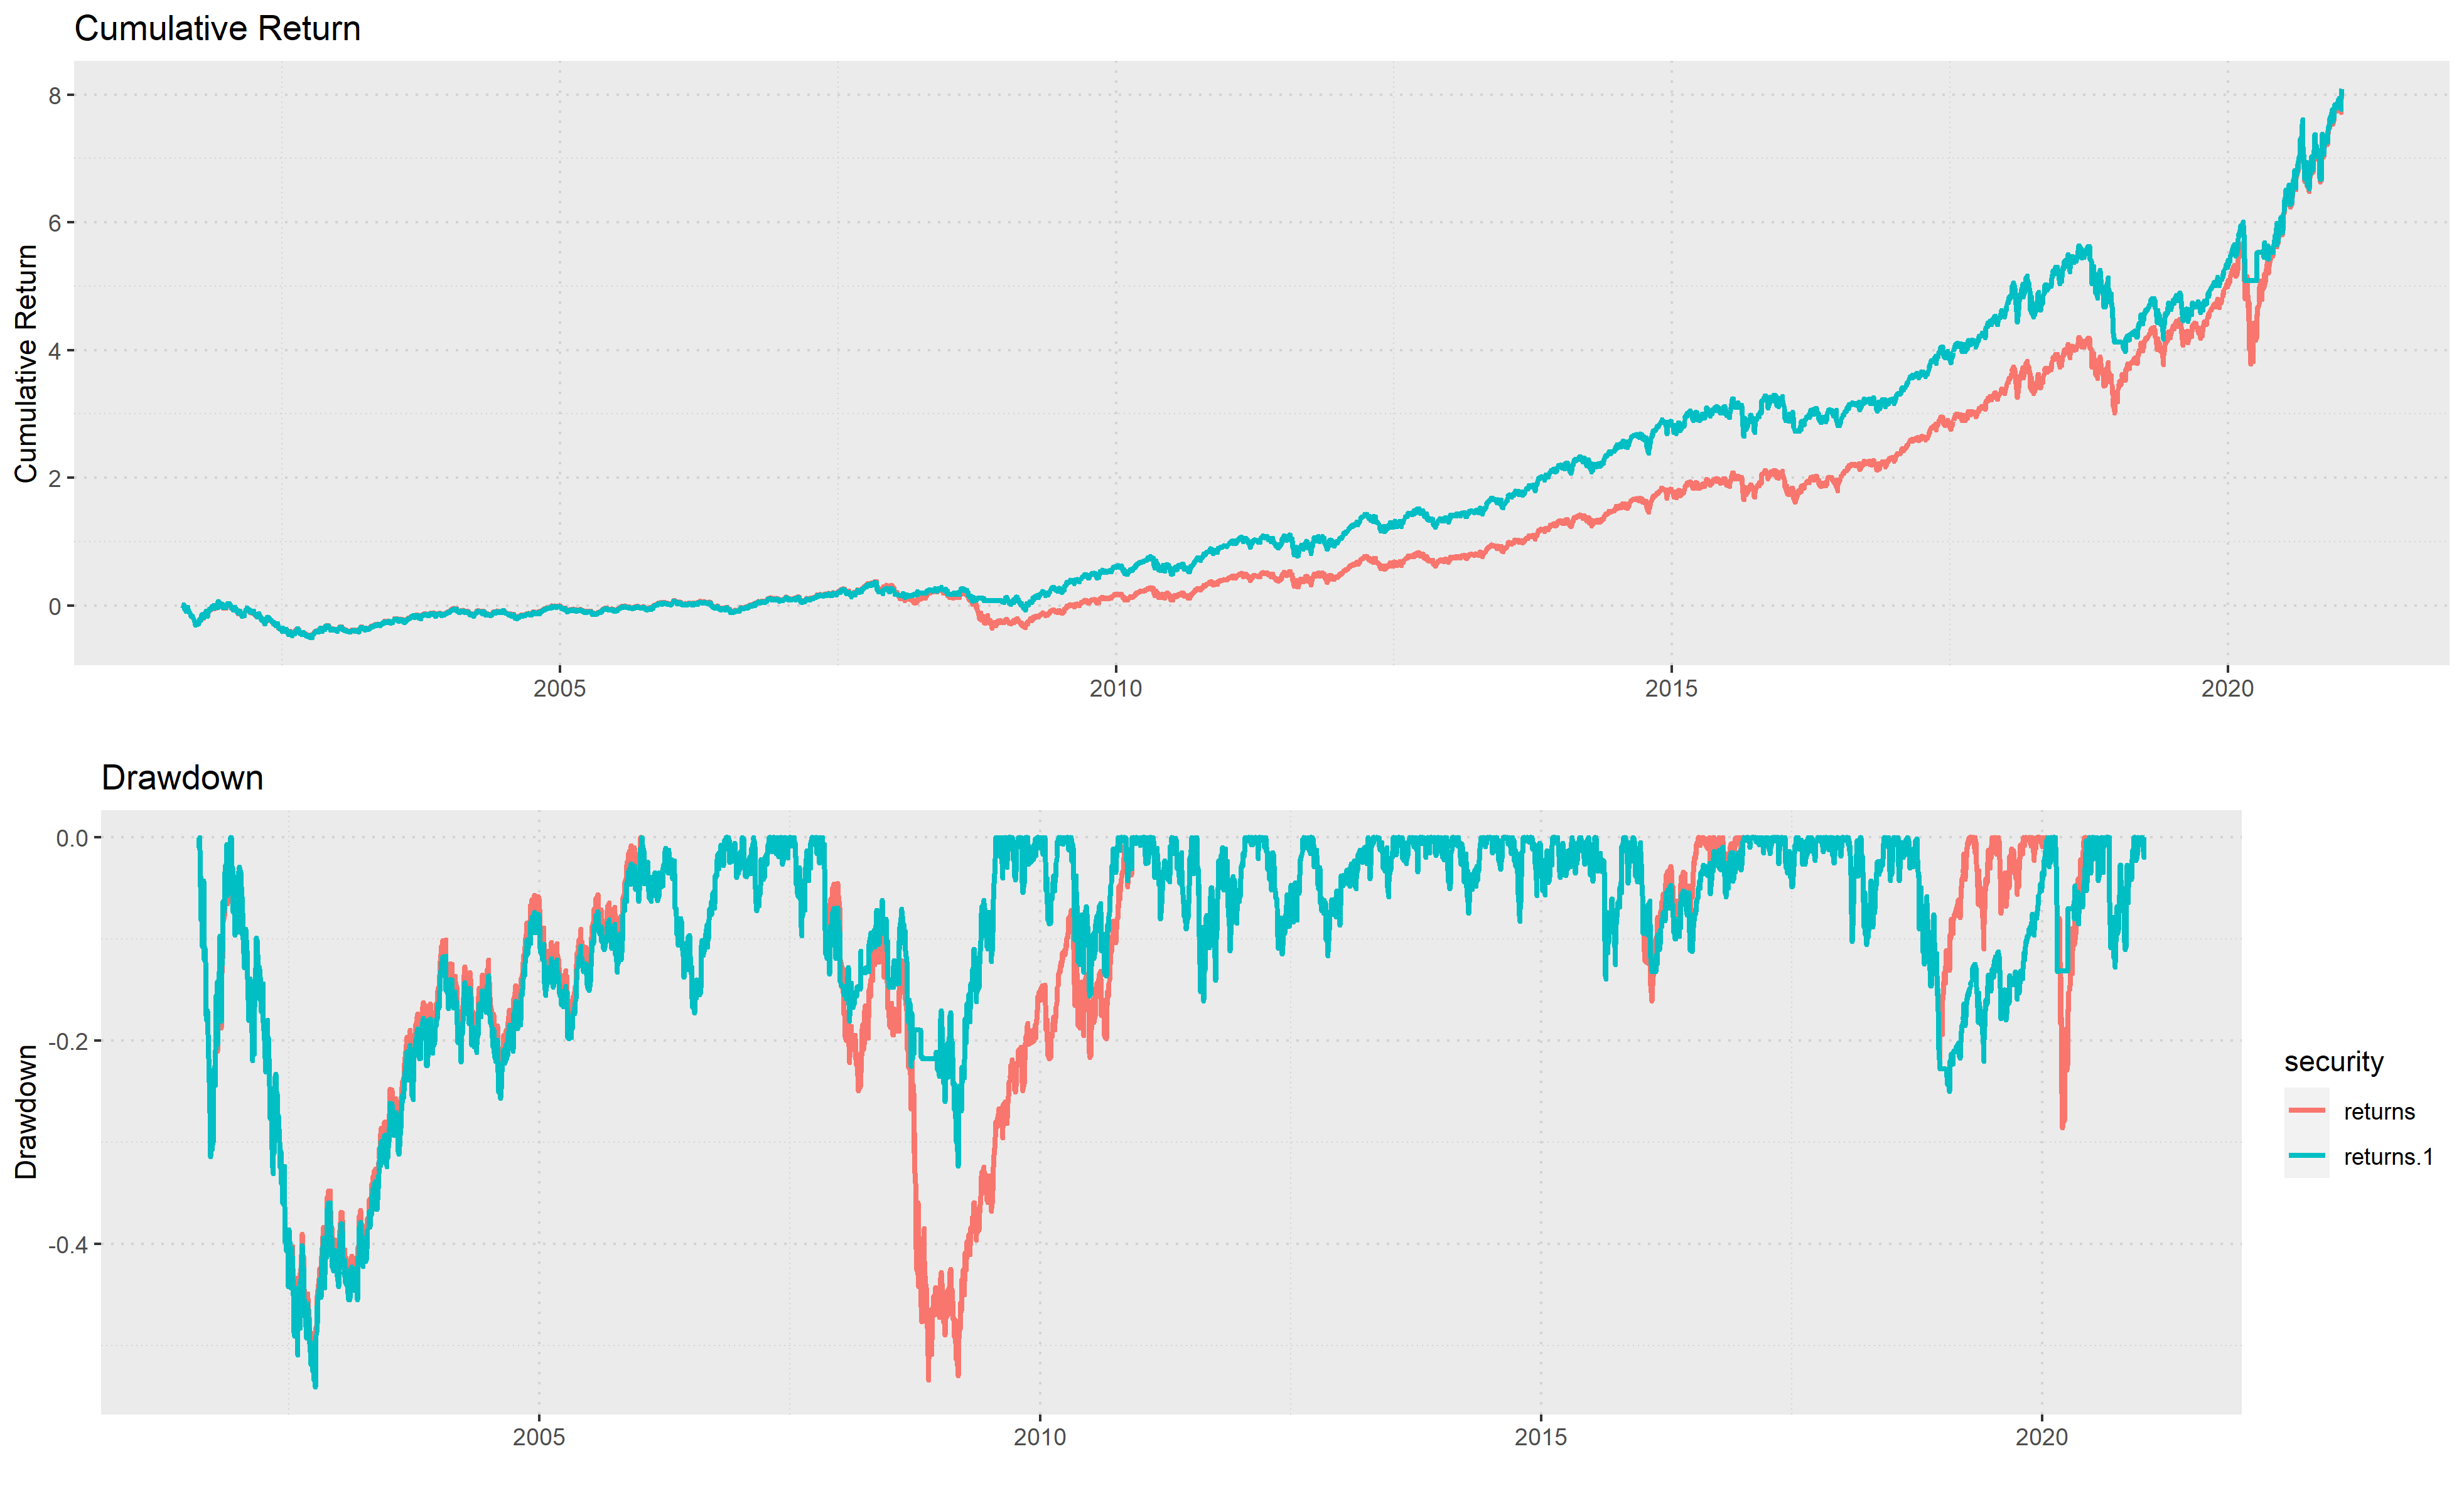 Cumulative Return
Cumulative Return
8
6
4
2
0
2005 2010 2015 2020
Drawdown
Drawdown
0.0
-0.2
-0.4
2005 2010 2015 2020
security
returns
returns.1